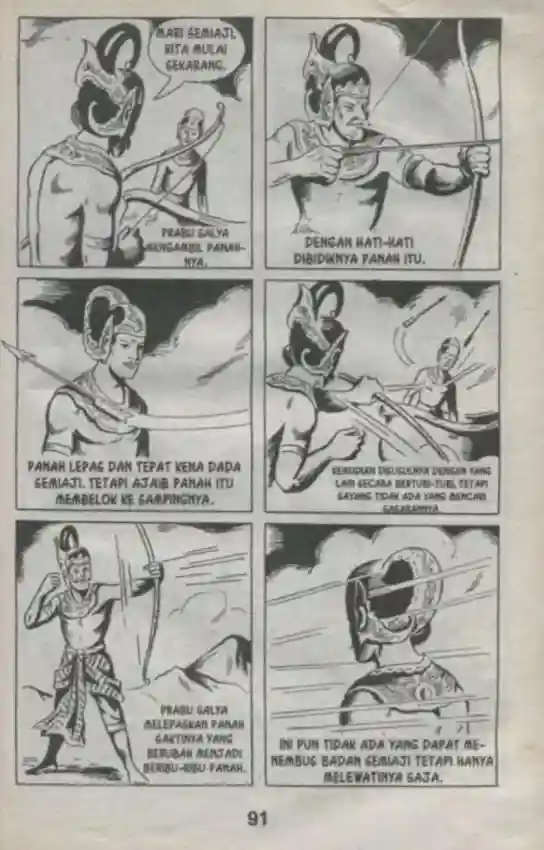 MARI SEMIAJI,
KITA MULAI
SEKARANG.
PRABU SALYA
MENGAMBIL PANAH-
NYA.
DENGAN HATI-HATI
DIBIDIKNYA PANAH ITU.
PANAH LEPAS DAN TEPAT KENA DADA
SEMIAJI. TETAPI AJAIB PANAH ITU
MEMBELOK KE SAMPINGNYA.
KEMUDIAN DISUSULNYA DENGAN YANG
LAIN SECARA BERTUBI-TUBI, TETAPI
SAYANG TIDAK ADA YANG MENCARI
SASARANNYA
PRABU SALYA
MELEPASKAN PANAH
SAKTINYA YANG
BERUBAH MENJADI
BERIBU-RIBU PANAH.
INI PUN TIDAK ADA YANG DAPAT ME-
NEMBUS BADAN SEMIAJI TETAPI HANYA
MELEWATINYA SAJA.
91